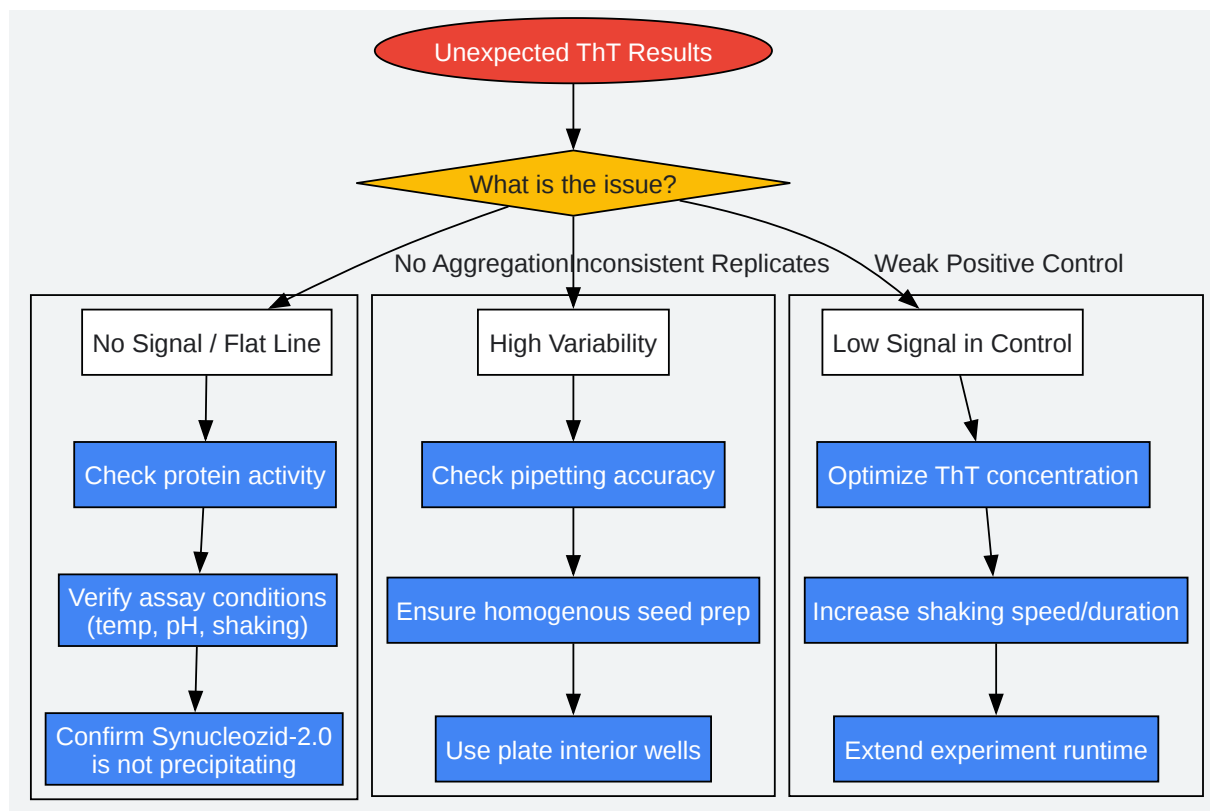 Unexpected ThT Results
What is the issue?
No Aggregation
Inconsistent Replicates
Weak Positive Control
No Signal / Flat Line
High Variability
Low Signal in Control
Check protein activity
Check pipetting accuracy
Optimize ThT concentration
Verify assay conditions
(temp, pH, shaking)
Ensure homogenous seed prep
Increase shaking speed/duration
Confirm Synucleozid-2.0
is not precipitating
Use plate interior wells
Extend experiment runtime